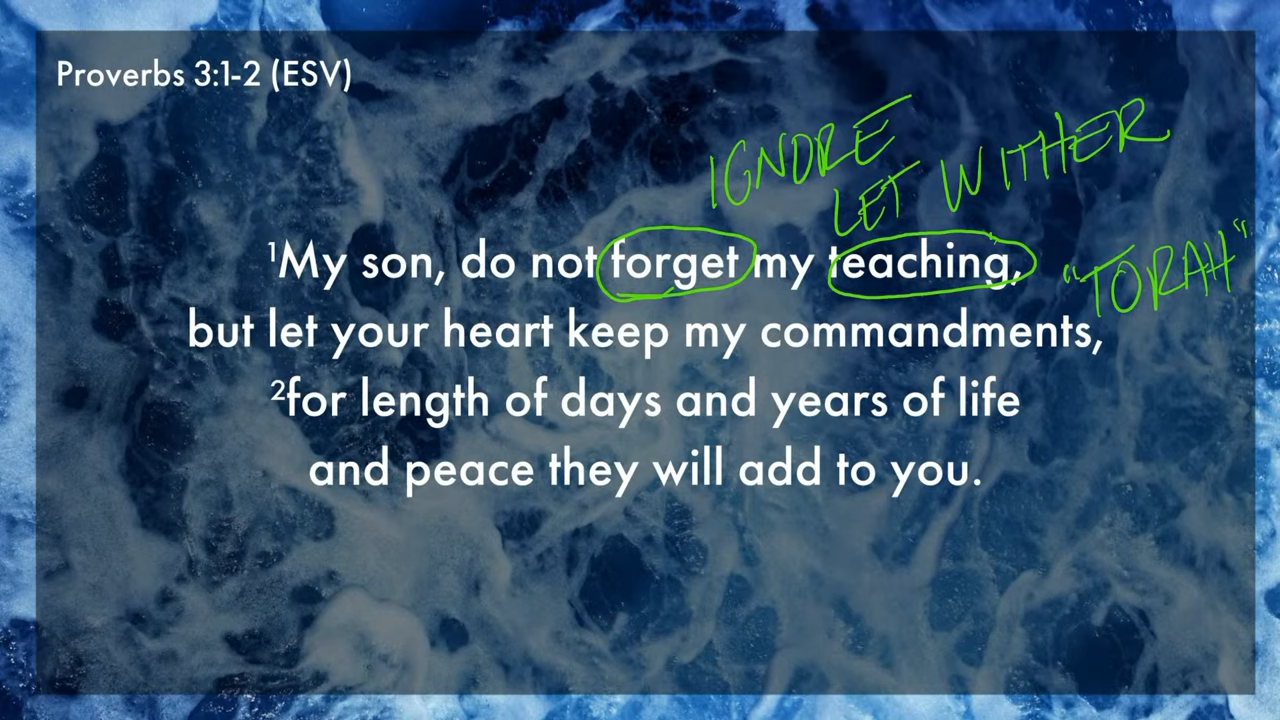 Proverbs 3:1-2 (ESV)
IGNORE
LET WITHER
¹My son, do not forget my teaching,
"TORAH"
but let your heart keep my commandments,
²for length of days and years of life
and peace they will add to you.